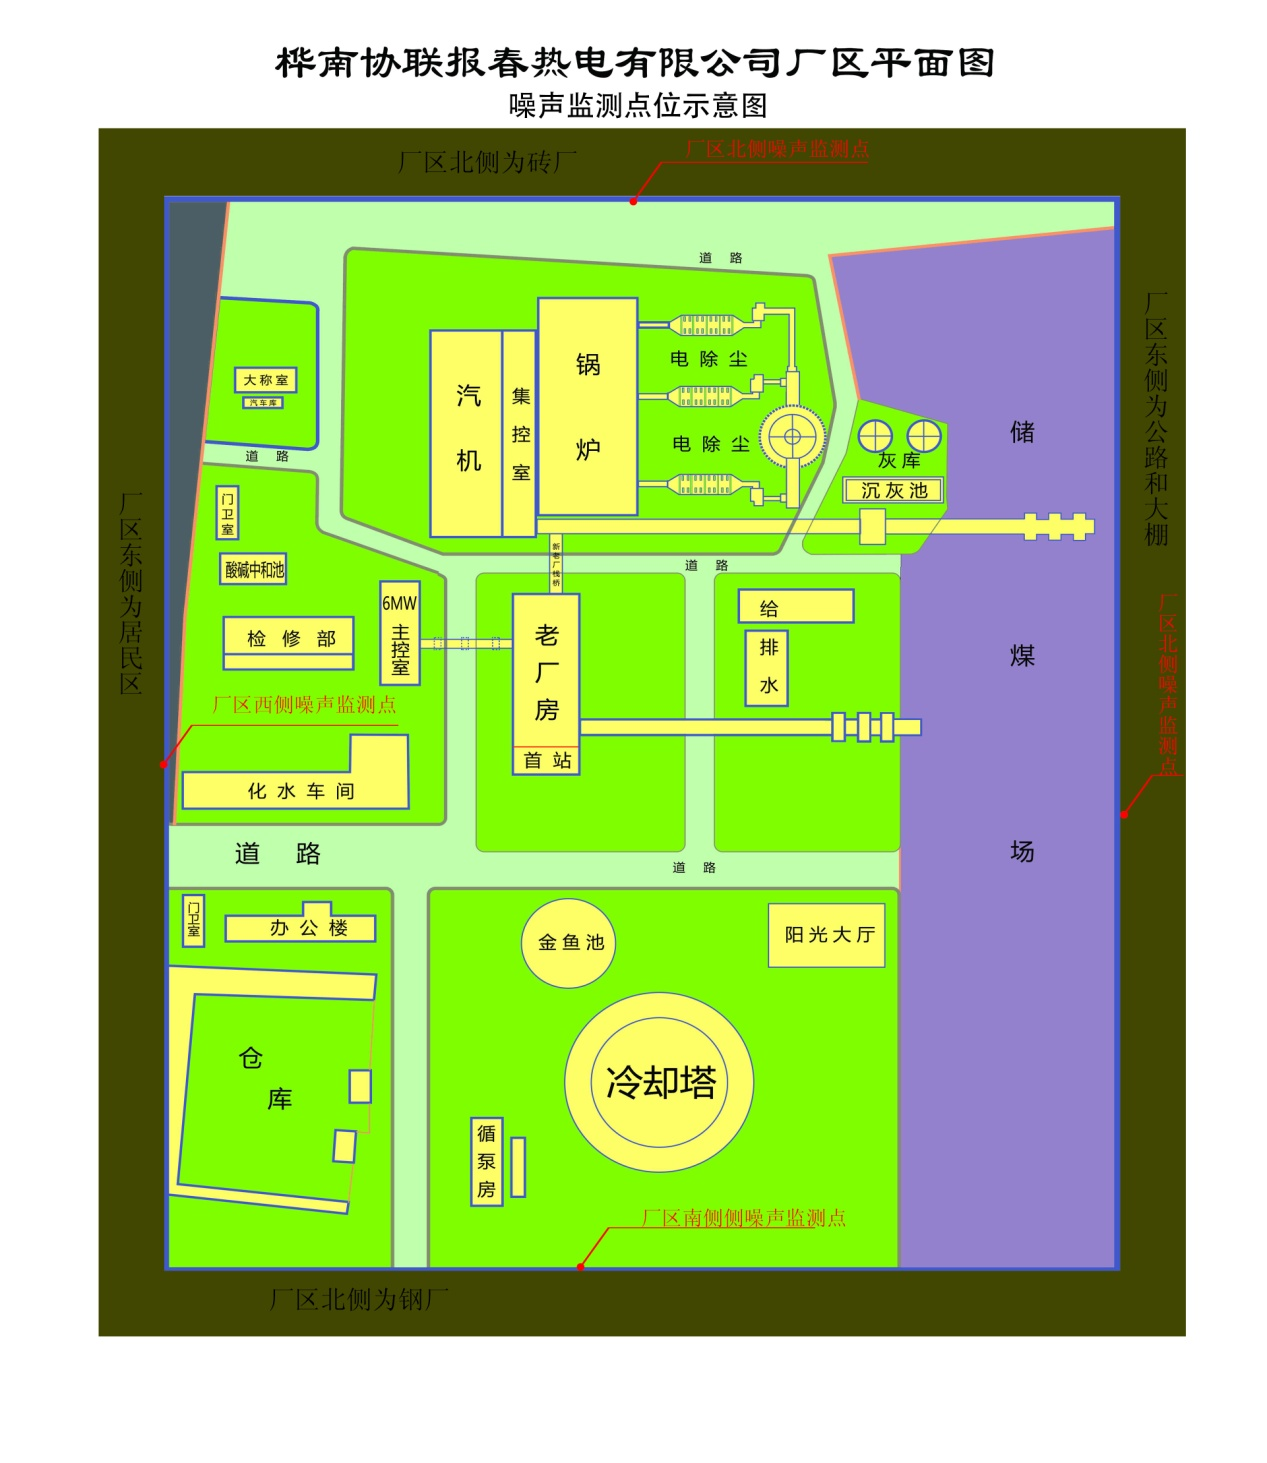 桦南协联报春热电有限公司厂区平面图
噪声监测点位示意图
厂区北侧为砖厂
厂区北侧噪声监测点
道 路
厂区东侧为公路和大棚
锅炉
汽机
集控室
电除尘
电除尘
大称室
汽车库
道 路
储煤场
灰库
沉灰池
门卫室
厂区东侧为居民区
酸碱中和池
新老厂栈桥
道 路
6MW
主控室
检修部
老厂房
首站
给
排水
厂区北侧噪声监测点
厂区西侧噪声监测点
化水车间
道 路
道 路
门卫室
办公楼
金鱼池
阳光大厅
仓库
冷却塔
循泵房
厂区南侧侧噪声监测点
厂区北侧为钢厂